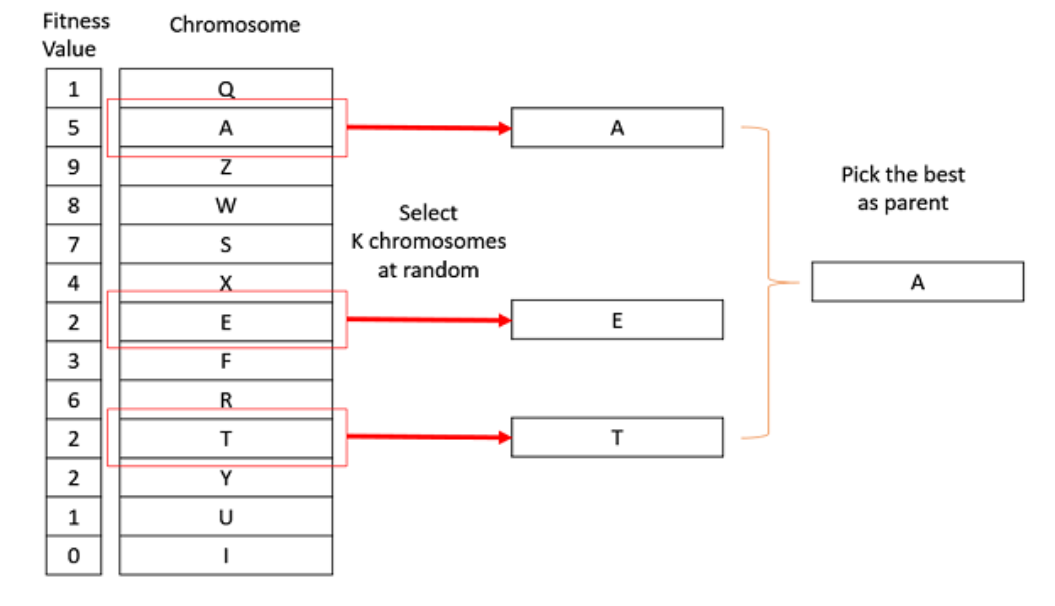 Fitness
Value
Chromosome
1 Q
5 A
9 Z
8 W
7 S
4 X
2 E
3 F
6 R
2 T
2 Y
1 U
0 I
Select
K chromosomes
at random
A
E
T
Pick the best
as parent
A